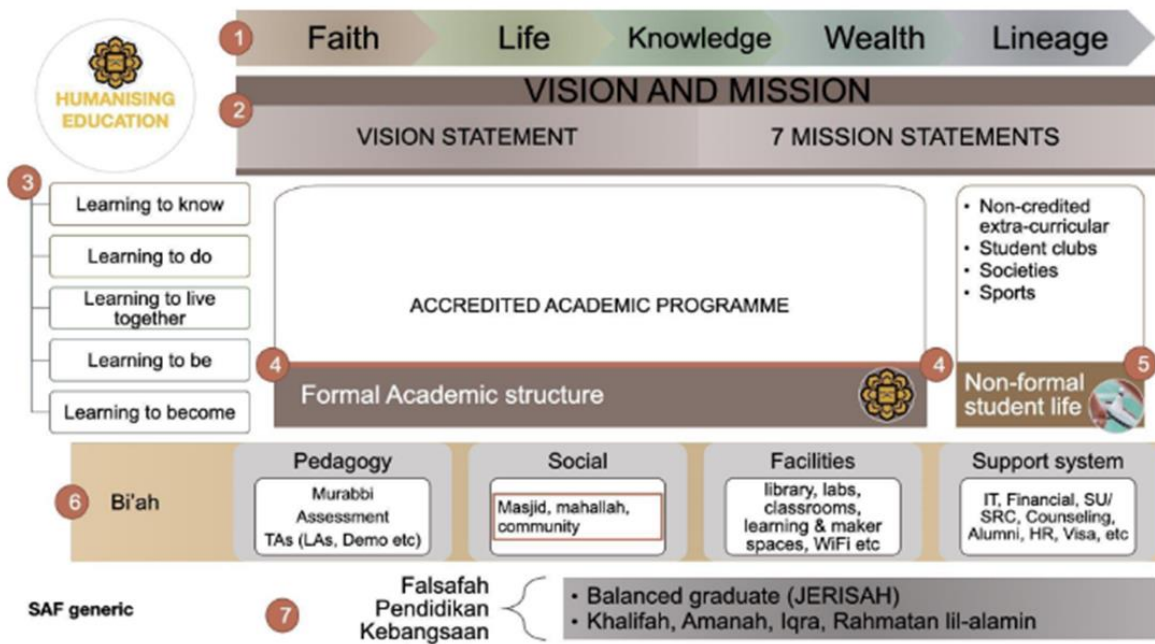 1 Faith Life Knowledge Wealth Lineage
HUMANISING
EDUCATION
VISION AND MISSION
2 VISION STATEMENT 7 MISSION STATEMENTS
3
Learning to know
Learning to do
Learning to live
together
Learning to be
Learning to become
ACCREDITED ACADEMIC PROGRAMME
4 4
Formal Academic structure
• Non-credited
extra-curricular
• Student clubs
• Societies
• Sports
5
Non-formal
student life
6 Bi'ah
Pedagogy
Murabbi
Assessment
TAs (LAs, Demo etc)
Social
Masjid, mahallah,
community
Facilities
library, labs,
classrooms,
learning & maker
spaces, WiFi etc
Support system
IT, Financial, SU/
SRC, Counseling,
Alumni, HR, Visa, etc
SAF generic
7
Falsafah
Pendidikan
Kebangsaan
• Balanced graduate (JERISAH)
• Khalifah, Amanah, Iqra, Rahmatan lil-alamin